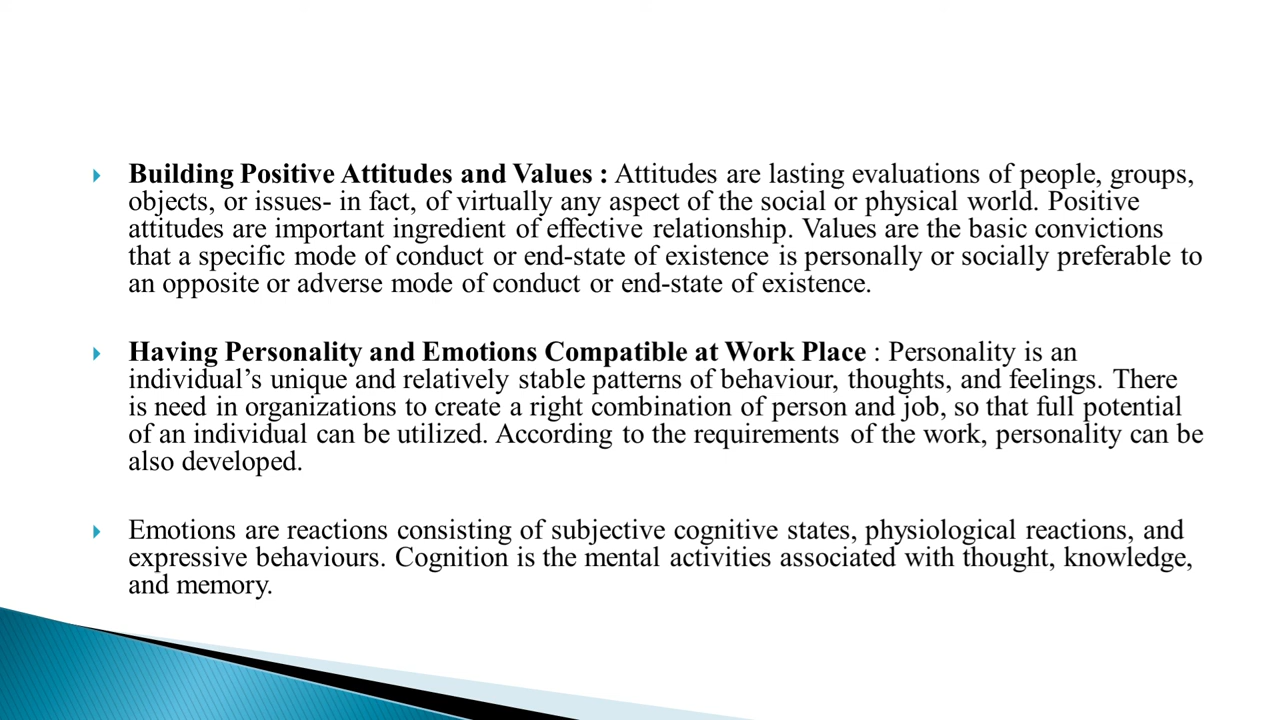 Building Positive Attitudes and Values : Attitudes are lasting evaluations of people, groups,
objects, or issues- in fact, of virtually any aspect of the social or physical world. Positive
attitudes are important ingredient of effective relationship. Values are the basic convictions
that a specific mode of conduct or end-state of existence is personally or socially preferable to
an opposite or adverse mode of conduct or end-state of existence.
Having Personality and Emotions Compatible at Work Place : Personality is an
individual’s unique and relatively stable patterns of behaviour, thoughts, and feelings. There
is need in organizations to create a right combination of person and job, so that full potential
of an individual can be utilized. According to the requirements of the work, personality can be
also developed.
Emotions are reactions consisting of subjective cognitive states, physiological reactions, and
expressive behaviours. Cognition is the mental activities associated with thought, knowledge,
and memory.